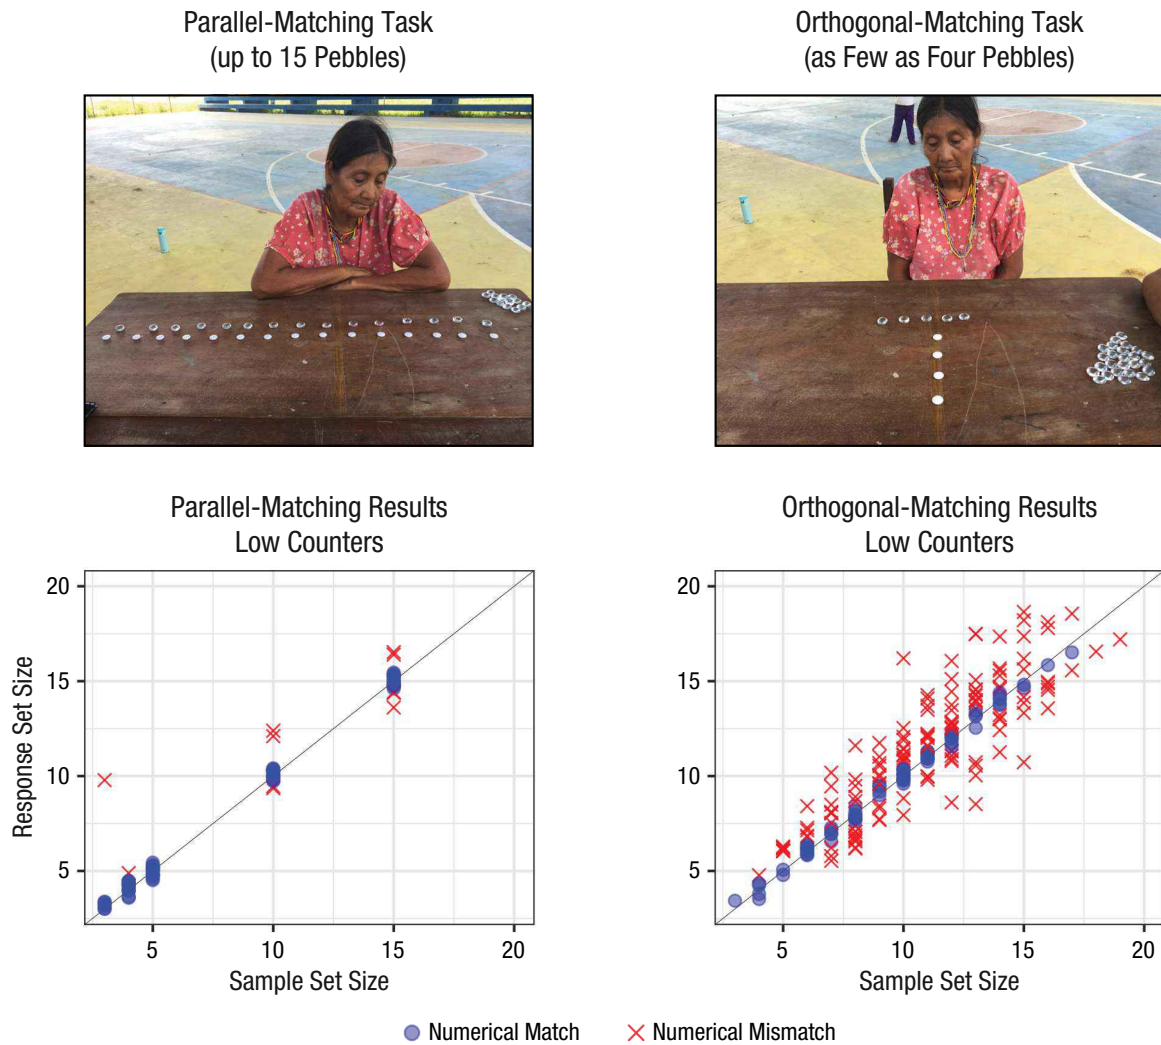 Parallel-Matching Task
(up to 15 Pebbles)
Orthogonal-Matching Task
(as Few as Four Pebbles)
Parallel-Matching Results
Low Counters
20
15
10
5
5
10
15
20
Response Set Size
Sample Set Size
Orthogonal-Matching Results
Low Counters
20
15
10
5
5
10
15
20
Sample Set Size
Numerical Match
Numerical Mismatch